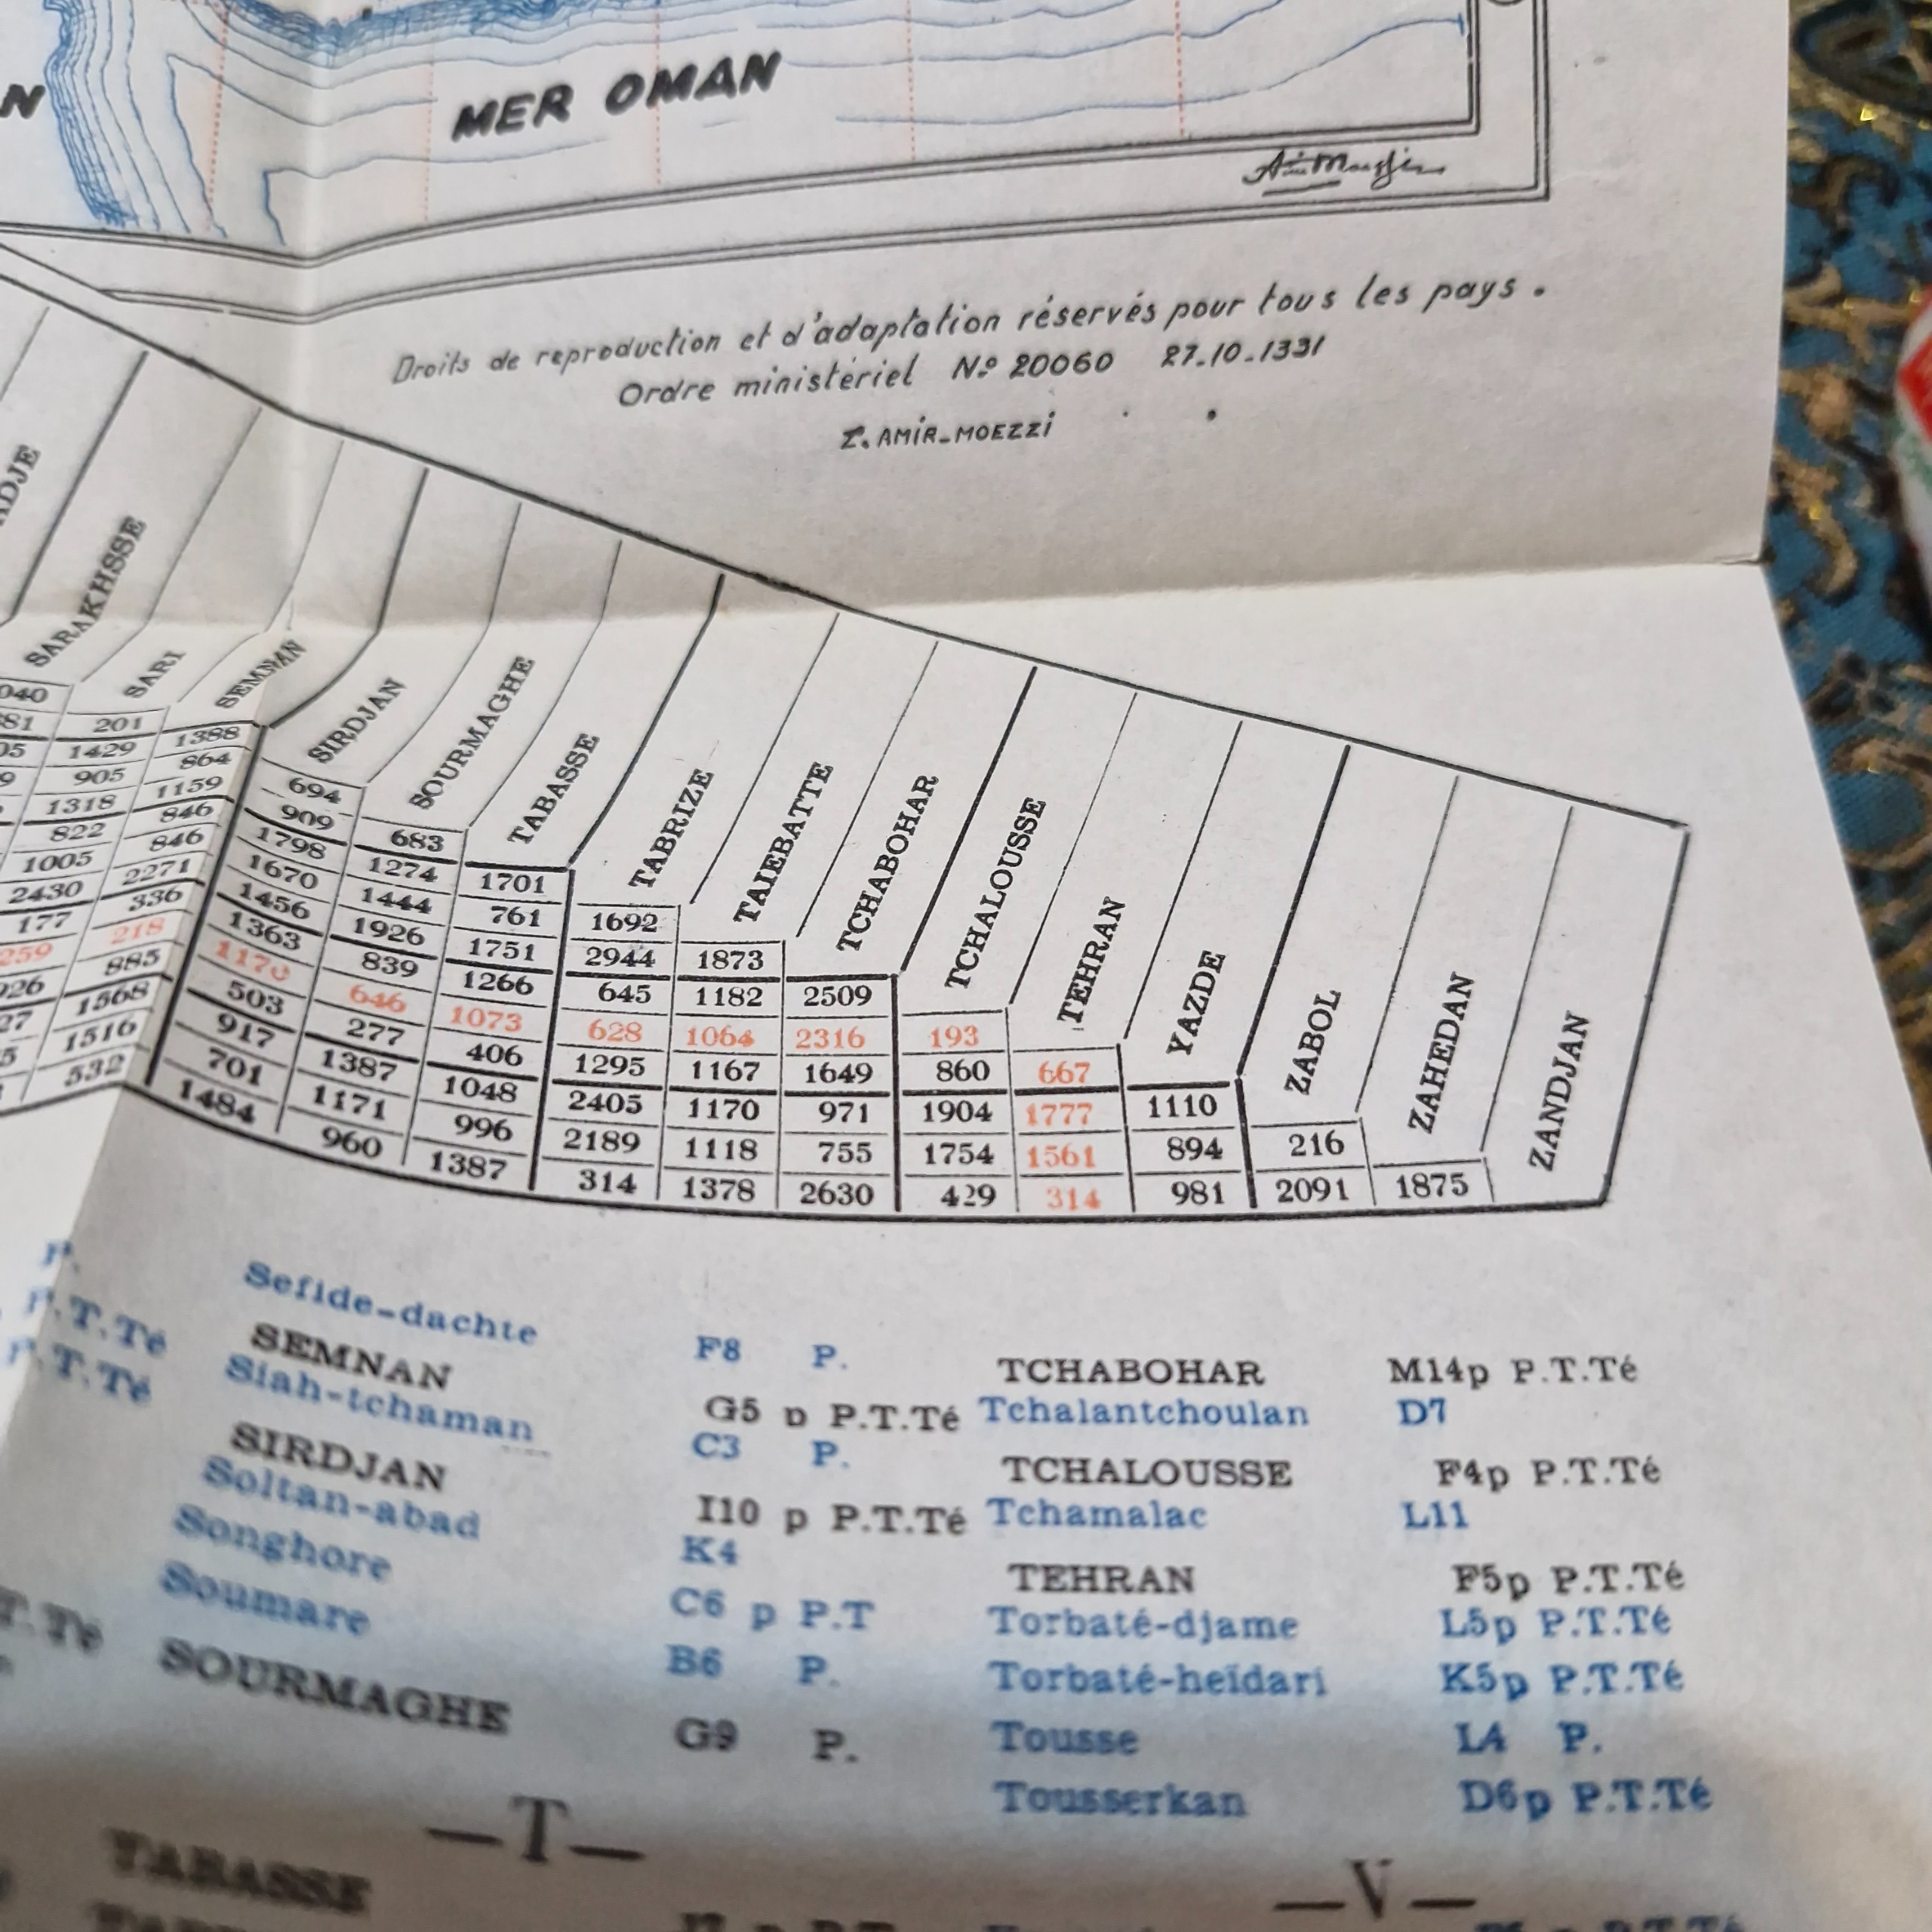 N
MER OMAN
Droits de reproduction et d'adaptation réservés pour tous les pays.
Ordre ministeriel No 20060 27.10.1331
Z. AMIR-MOEZZI
SARAKHSSE
SARI
SEMNAN
SIRDJAN
SOURMAGHE
TABASSE
TABRIZE
TAIEBATTE
TCHABOHAR
TCHALOUSSE
TEHRAN
YAZDE
ZABOL
ZAHEDAN
ZANDJAN
201
1429 1388
905 864
1318 1159 694
822 846 909 683
1005 846 1798 1274 1701
2430 2271 1670 1444 761 1692
177 336 1456 1926 1751 2944 1873
259 218 1363 839 1266 645 1182 2509
885 1170 646 1073 628 1064 2316 193
1568 503 277 406 1295 1167 1649 860 667
1516 917 1387 1048 2405 1170 971 1904 1777 1110
532 701 1171 996 2189 1118 755 1754 1561 894 216
1484 960 1387 314 1378 2630 429 314 981 2091 1875
P.
P.T.Té
P.T.Té
T.Té
Sefide-dachte F8 P.
SEMNAN G5 p P.T.Té
Siah-tchaman C3 P.
SIRDJAN I10 p P.T.Té
Soltan-abad K4
Songhore C6 p P.T
Soumare B6 P.
SOURMAGHE G9 P.
—T—
TABASSE
TCHABOHAR M14p P.T.Té
Tchalantchoulan D7
TCHALOUSSE F4p P.T.Té
Tchamalac L11
TEHRAN F5p P.T.Té
Torbaté-djame L5p P.T.Té
Torbaté-heïdari K5p P.T.Té
Tousse L4 P.
Tousserkan D6p P.T.Té
—V—